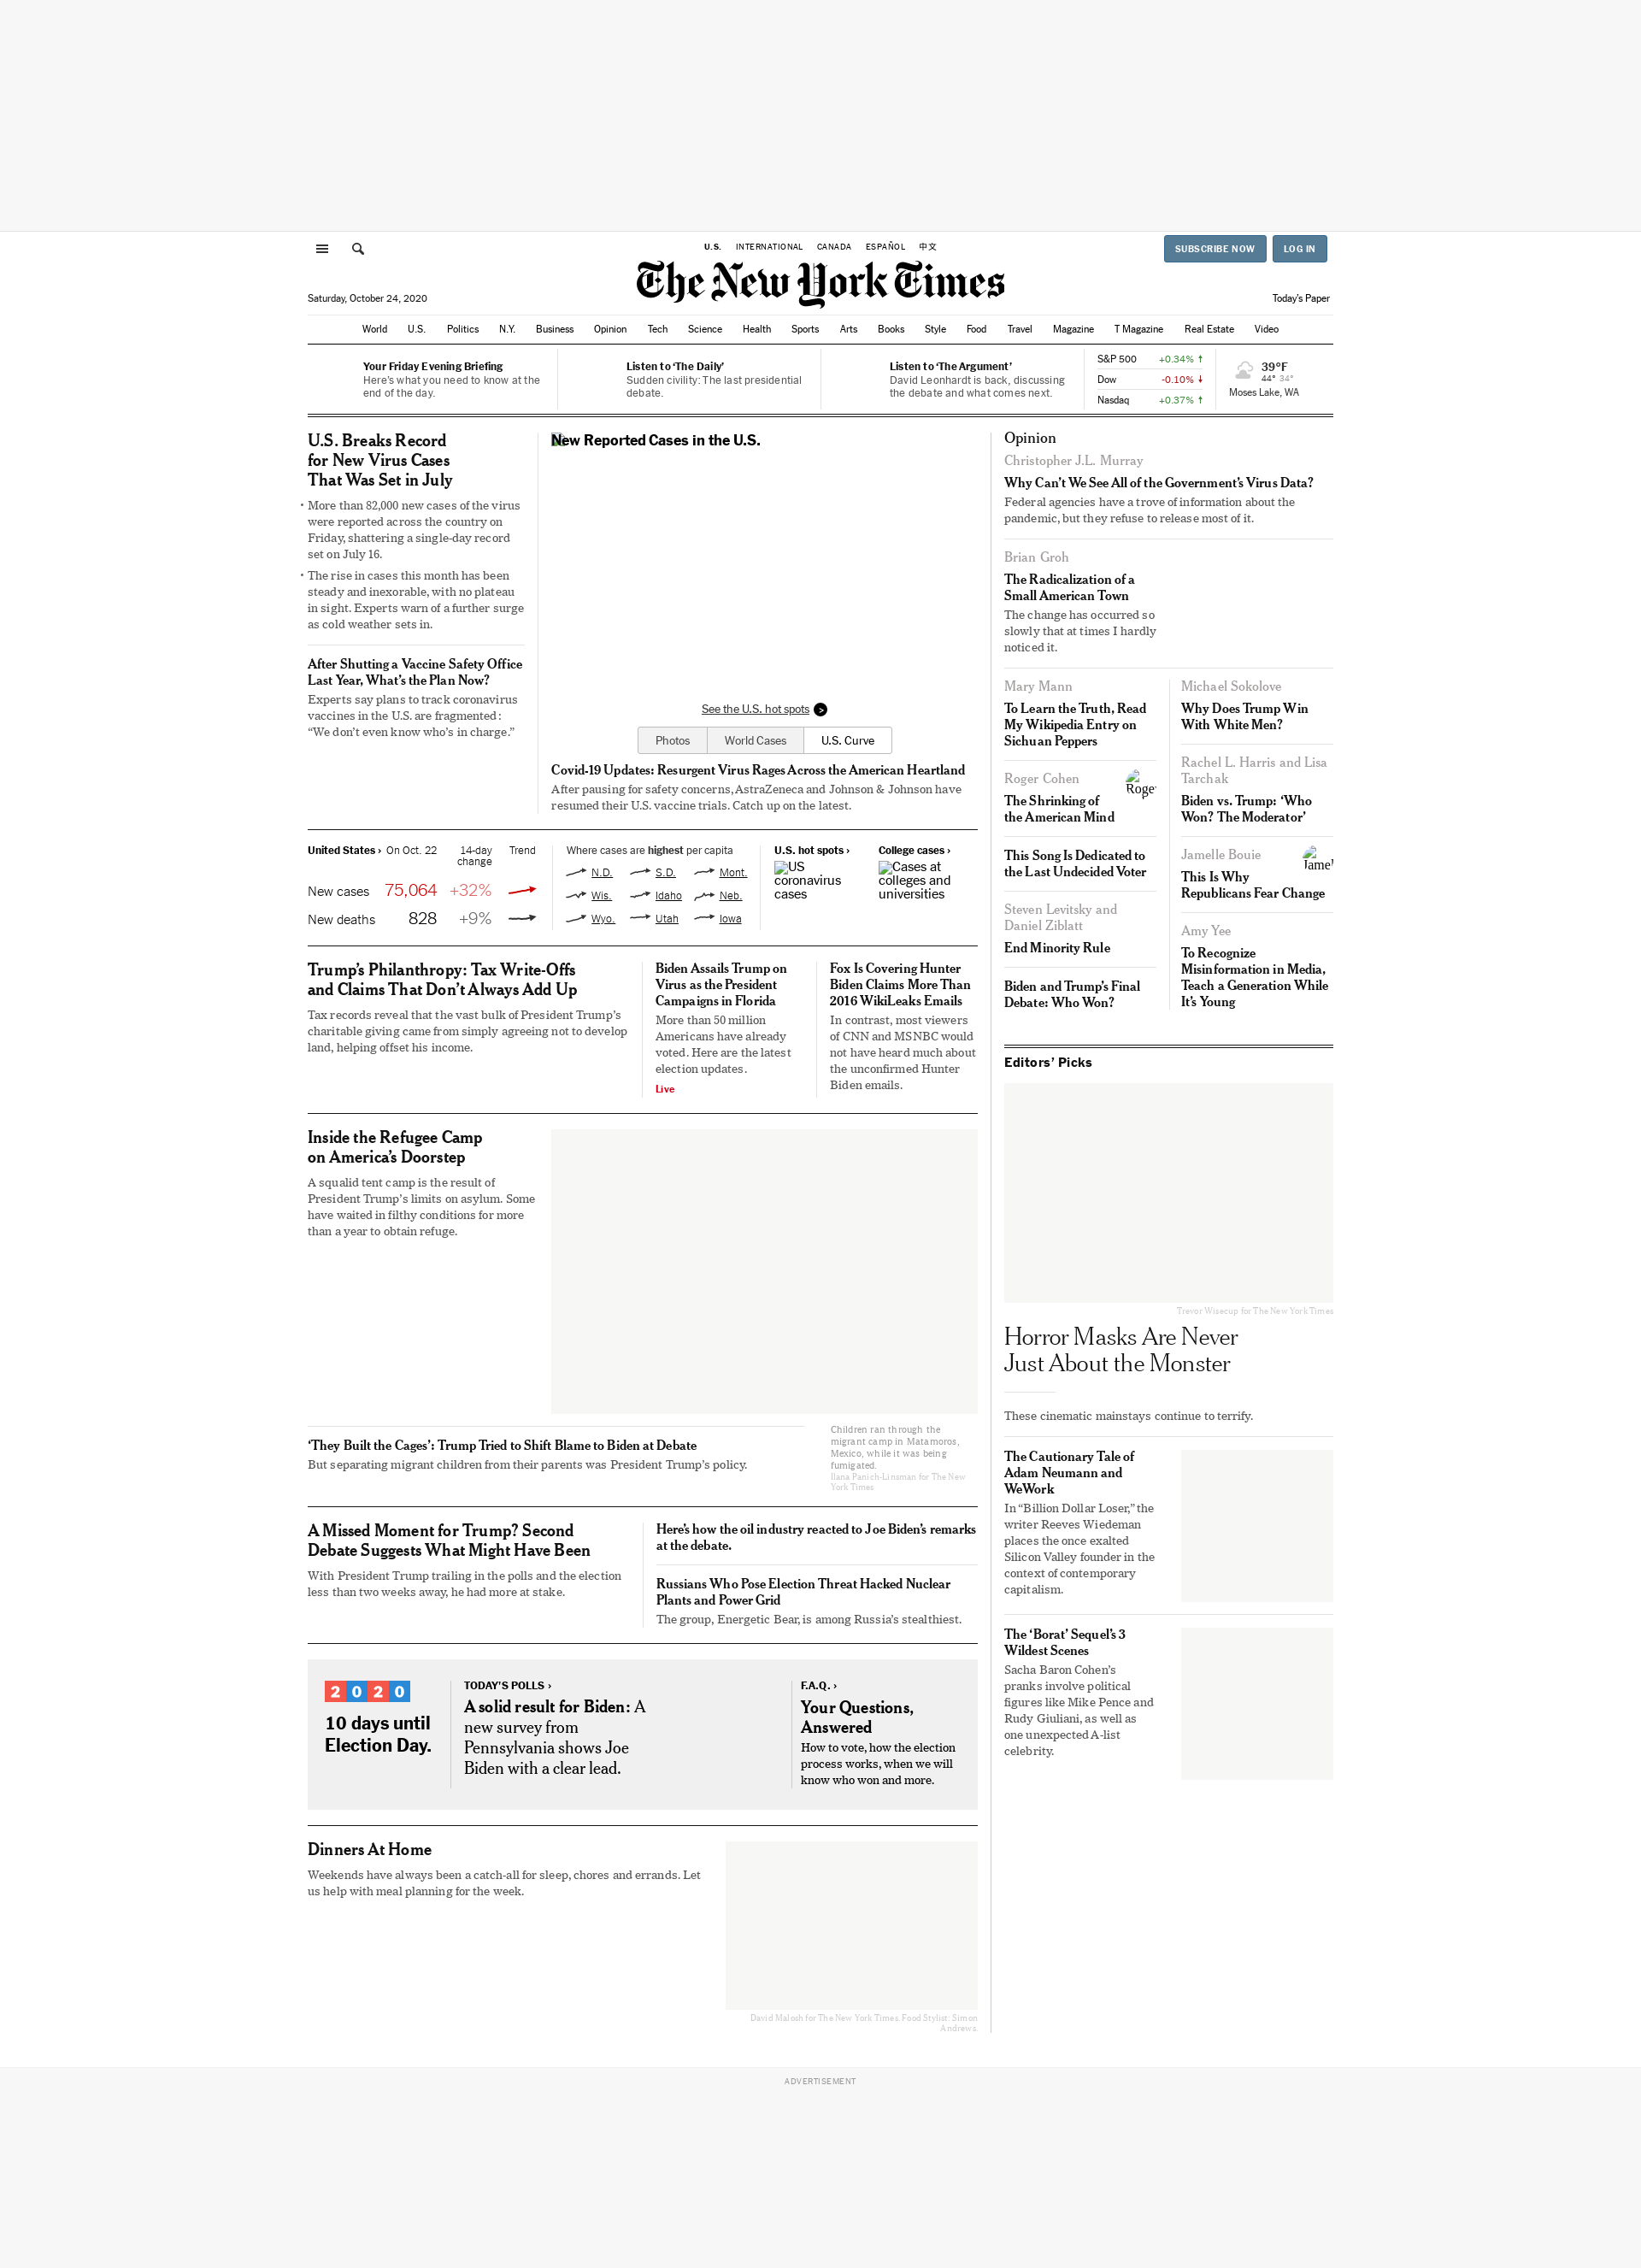 U.S. INTERNATIONAL CANADA ESPAÑOL 中文
SUBSCRIBE NOW LOG IN
The New York Times
Saturday, October 24, 2020
Today's Paper
World U.S. Politics N.Y. Business Opinion Tech Science Health Sports Arts Books Style Food Travel Magazine T Magazine Real Estate Video
Your Friday Evening Briefing
Here's what you need to know at the
end of the day.
Listen to 'The Daily'
Sudden civility: The last presidential
debate.
Listen to 'The Argument'
David Leonhardt is back, discussing
the debate and what comes next.
S&P 500 +0.34% ↑
Dow -0.10% ↓
Nasdaq +0.37% ↑
39°F
44° 34°
Moses Lake, WA
U.S. Breaks Record
for New Virus Cases
That Was Set in July
• More than 82,000 new cases of the virus
were reported across the country on
Friday, shattering a single-day record
set on July 16.
• The rise in cases this month has been
steady and inexorable, with no plateau
in sight. Experts warn of a further surge
as cold weather sets in.
After Shutting a Vaccine Safety Office
Last Year, What's the Plan Now?
Experts say plans to track coronavirus
vaccines in the U.S. are fragmented:
“We don't even know who's in charge.”
New Reported Cases in the U.S.
See the U.S. hot spots >
Photos World Cases U.S. Curve
Covid-19 Updates: Resurgent Virus Rages Across the American Heartland
After pausing for safety concerns, AstraZeneca and Johnson & Johnson have
resumed their U.S. vaccine trials. Catch up on the latest.
United States › On Oct. 22 14-day
change Trend
New cases 75,064 +32%
New deaths 828 +9%
Where cases are highest per capita
N.D. S.D. Mont.
Wis. Idaho Neb.
Wyo. Utah Iowa
U.S. hot spots ›
US
coronavirus
cases
College cases ›
Cases at
colleges and
universities
Trump's Philanthropy: Tax Write-Offs
and Claims That Don't Always Add Up
Tax records reveal that the vast bulk of President Trump's
charitable giving came from simply agreeing not to develop
land, helping offset his income.
Biden Assails Trump on
Virus as the President
Campaigns in Florida
More than 50 million
Americans have already
voted. Here are the latest
election updates.
Live
Fox Is Covering Hunter
Biden Claims More Than
2016 WikiLeaks Emails
In contrast, most viewers
of CNN and MSNBC would
not have heard much about
the unconfirmed Hunter
Biden emails.
Inside the Refugee Camp
on America's Doorstep
A squalid tent camp is the result of
President Trump's limits on asylum. Some
have waited in filthy conditions for more
than a year to obtain refuge.
Children ran through the
migrant camp in Matamoros,
Mexico, while it was being
fumigated.
Ilana Panich-Linsman for The New
York Times
'They Built the Cages': Trump Tried to Shift Blame to Biden at Debate
But separating migrant children from their parents was President Trump's policy.
A Missed Moment for Trump? Second
Debate Suggests What Might Have Been
With President Trump trailing in the polls and the election
less than two weeks away, he had more at stake.
Here's how the oil industry reacted to Joe Biden's remarks
at the debate.
Russians Who Pose Election Threat Hacked Nuclear
Plants and Power Grid
The group, Energetic Bear, is among Russia's stealthiest.
2020
10 days until
Election Day.
TODAY'S POLLS ›
A solid result for Biden: A
new survey from
Pennsylvania shows Joe
Biden with a clear lead.
F.A.Q. ›
Your Questions,
Answered
How to vote, how the election
process works, when we will
know who won and more.
Dinners At Home
Weekends have always been a catch-all for sleep, chores and errands. Let
us help with meal planning for the week.
David Malosh for The New York Times. Food Stylist: Simon
Andrews.
Opinion
Christopher J.L. Murray
Why Can't We See All of the Government's Virus Data?
Federal agencies have a trove of information about the
pandemic, but they refuse to release most of it.
Brian Groh
The Radicalization of a
Small American Town
The change has occurred so
slowly that at times I hardly
noticed it.
Mary Mann
To Learn the Truth, Read
My Wikipedia Entry on
Sichuan Peppers
Roger Cohen
Roger
The Shrinking of
the American Mind
This Song Is Dedicated to
the Last Undecided Voter
Steven Levitsky and
Daniel Ziblatt
End Minority Rule
Biden and Trump's Final
Debate: Who Won?
Michael Sokolove
Why Does Trump Win
With White Men?
Rachel L. Harris and Lisa
Tarchak
Biden vs. Trump: 'Who
Won? The Moderator'
Jamelle Bouie
This Is Why
Republicans Fear Change
Amy Yee
To Recognize
Misinformation in Media,
Teach a Generation While
It's Young
Editors' Picks
Trevor Wisecup for The New York Times
Horror Masks Are Never
Just About the Monster
These cinematic mainstays continue to terrify.
The Cautionary Tale of
Adam Neumann and
WeWork
In “Billion Dollar Loser,” the
writer Reeves Wiedeman
places the once exalted
Silicon Valley founder in the
context of contemporary
capitalism.
The 'Borat' Sequel's 3
Wildest Scenes
Sacha Baron Cohen's
pranks involve political
figures like Mike Pence and
Rudy Giuliani, as well as
one unexpected A-list
celebrity.
ADVERTISEMENT